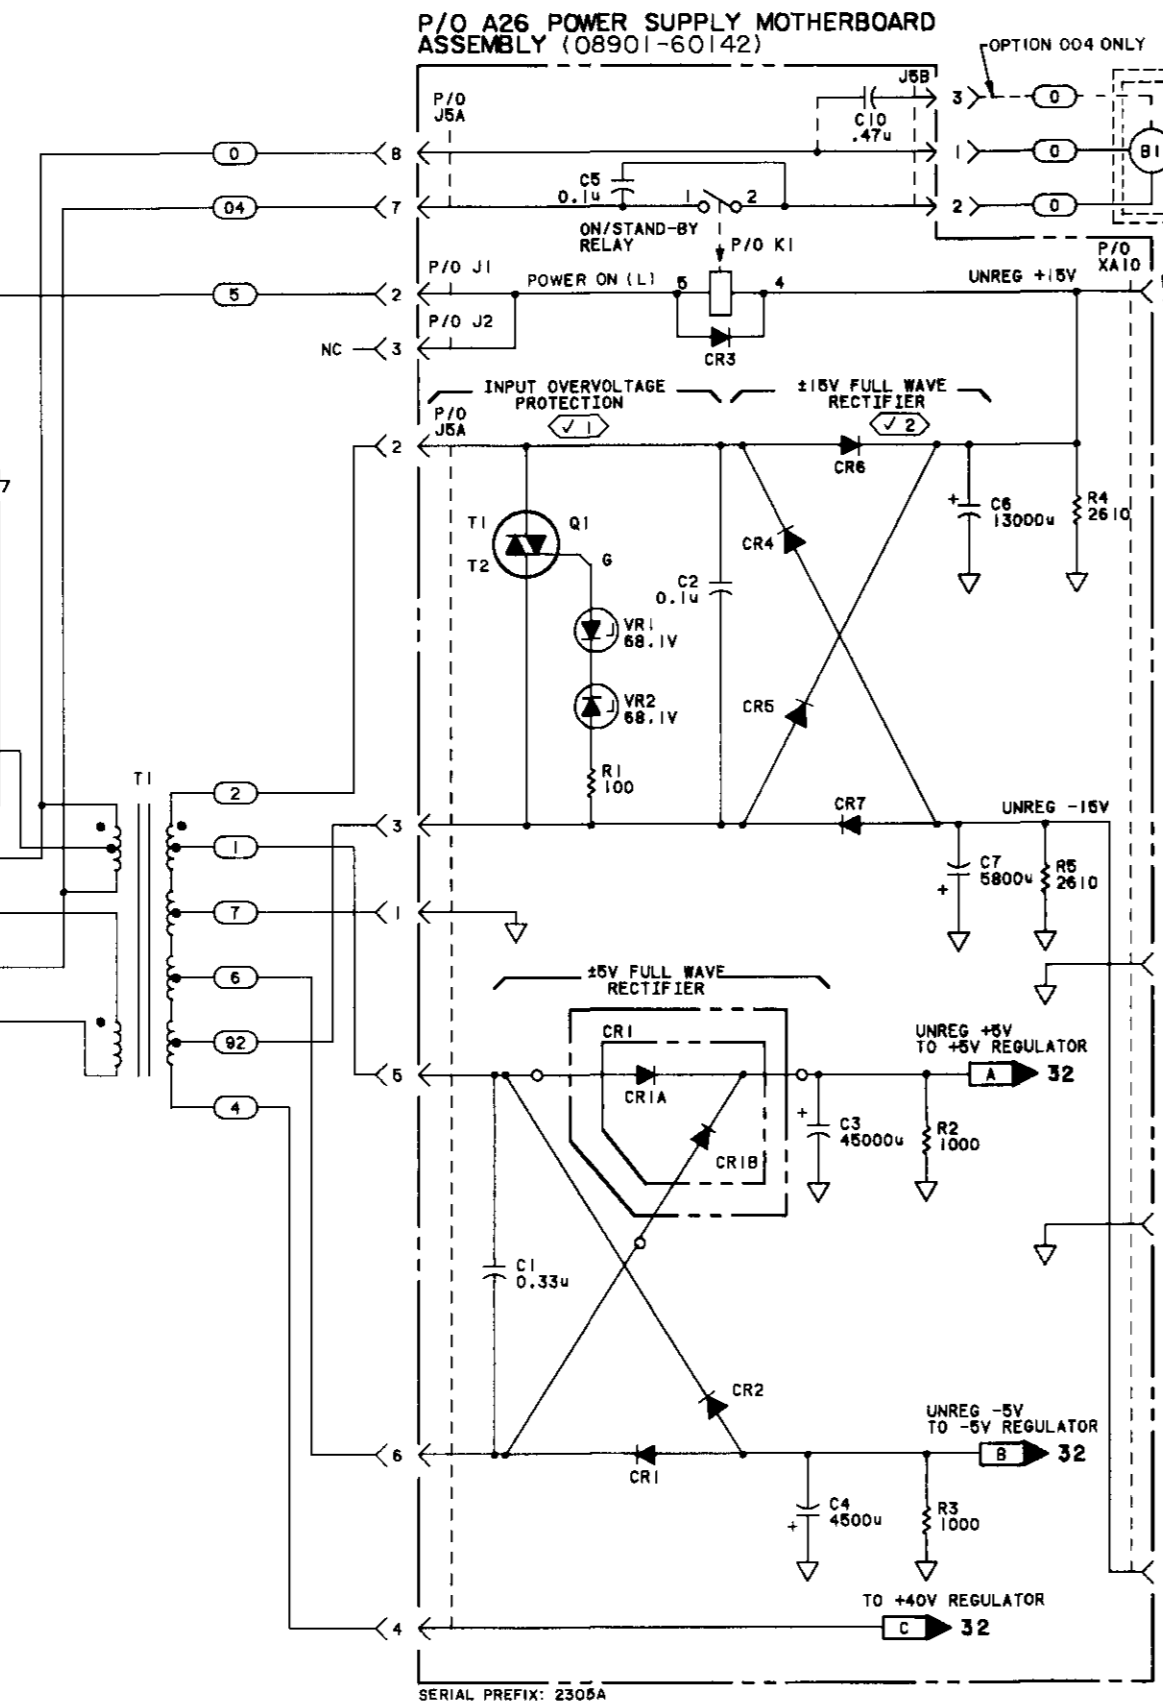 P/O A26 POWER SUPPLY MOTHERBOARD
ASSEMBLY (08901-60142)
OPTION 004 ONLY
J5B
P/O
J5A
3
0
C10
.47u
0
8
1
0
B1
C5
0.1u
04
7
1
2
2
0
ON/STAND-BY
RELAY
P/O K1
P/O
XA10
P/O J1
POWER ON (L)
5
4
UNREG +15V
5
2
P/O J2
NC
3
CR3
INPUT OVERVOLTAGE
PROTECTION
±15V FULL WAVE
RECTIFIER
P/O
J5A
√ 1
√ 2
2
CR6
7
C6
13000u
R4
2610
T1
Q1
T2
G
CR4
C2
0.1u
VR1
68.1V
VR2
68.1V
CR5
R1
100
T1
2
CR7
UNREG -15V
3
1
C7
5800u
R5
2610
7
1
6
±5V FULL WAVE
RECTIFIER
92
CR1
UNREG +5V
TO +5V REGULATOR
5
A
32
CR1A
4
C3
45000u
R2
1000
CR1B
C1
0.33u
CR2
UNREG -5V
TO -5V REGULATOR
6
B
32
CR1
C4
4500u
R3
1000
TO +40V REGULATOR
4
C
32
SERIAL PREFIX: 2305A